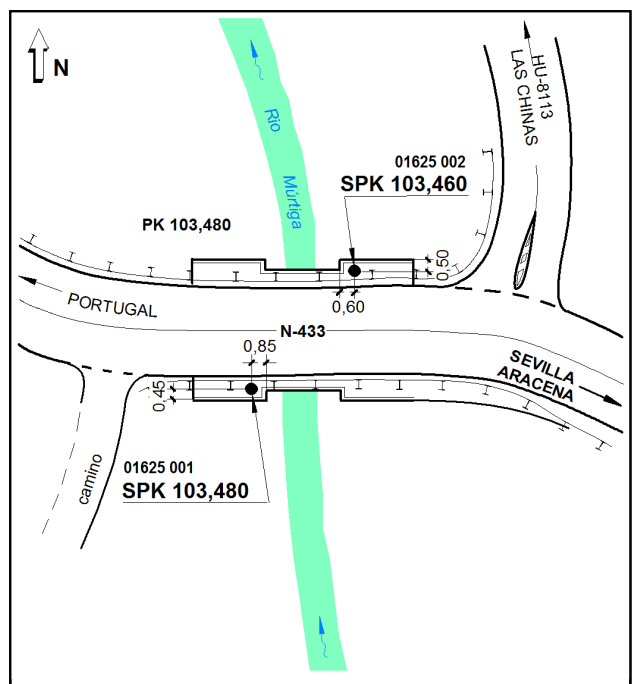 N
Rio
Múrtiga
HU-8113
LAS CHINAS
01625 002
SPK 103,460
PK 103,480
0,50
0,60
PORTUGAL
N-433
0,85
SEVILLA
ARACENA
0,45
camino
01625 001
SPK 103,480